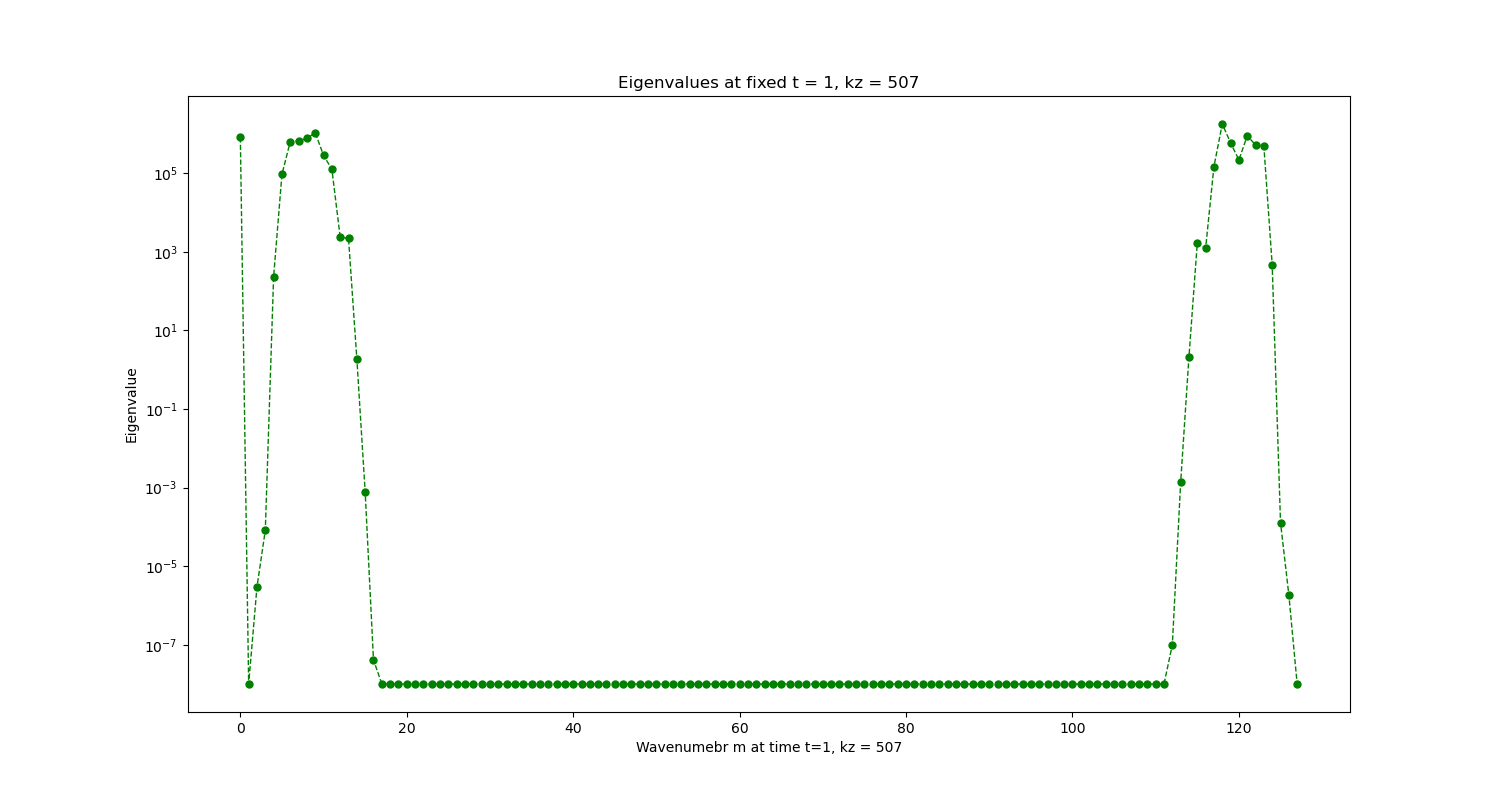 Eigenvalues at fixed t = 1, kz = 507
10^5
10^3
10^1
10^-1
10^-3
10^-5
10^-7
Eigenvalue
0 20 40 60 80 100 120
Wavenumebr m at time t=1, kz = 507